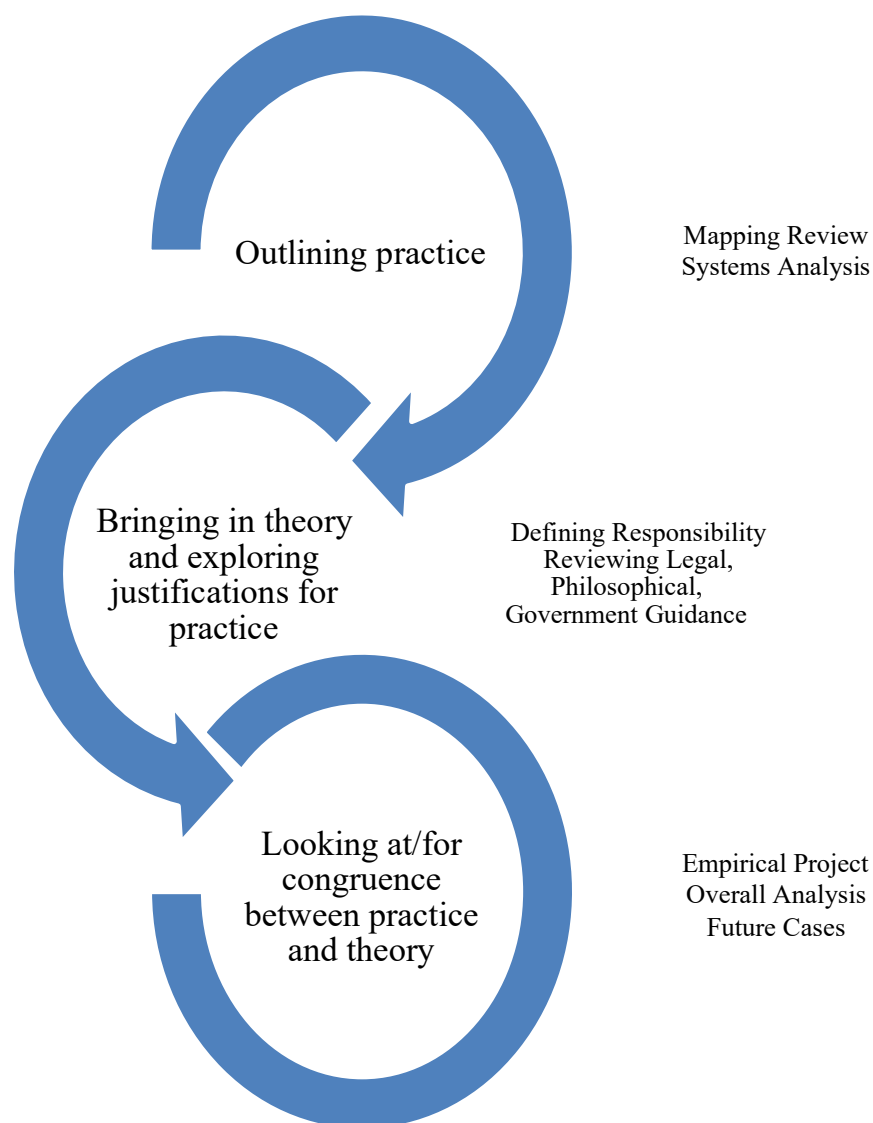 Outlining practice
Mapping Review
Systems Analysis
Bringing in theory
and exploring
justifications for
practice
Defining Responsibility
Reviewing Legal,
Philosophical,
Government Guidance
Looking at/for
congruence
between practice
and theory
Empirical Project
Overall Analysis
Future Cases